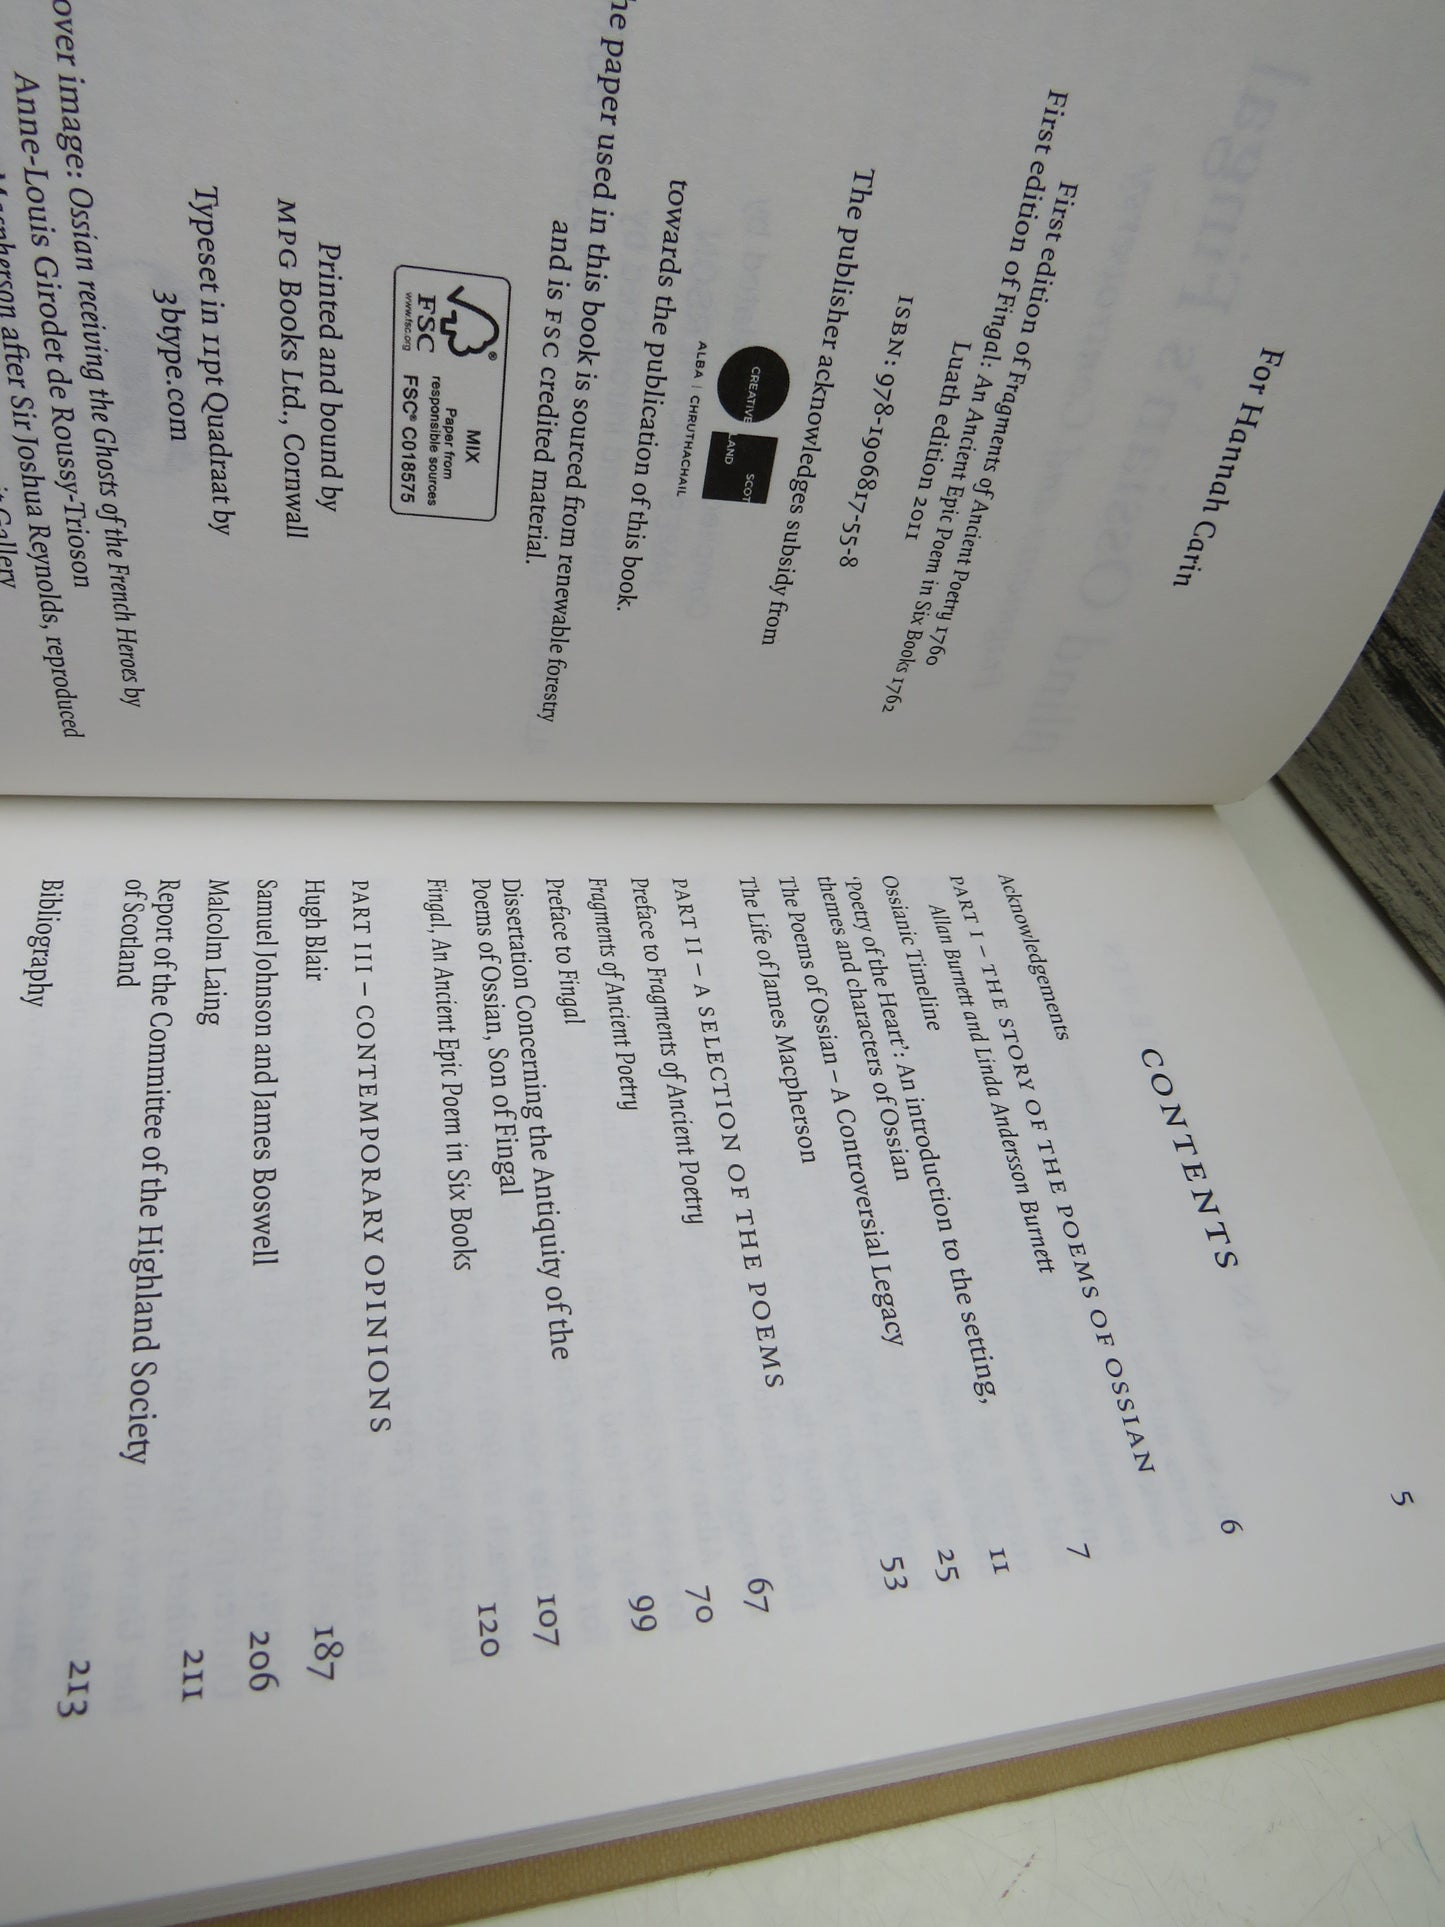 For Hannah Carin
First edition of Fragments of Ancient Poetry 1760
First edition of Fingal: An Ancient Epic Poem in Six Books 1762
Luath edition 2011
ISBN: 978-1906817-55-8
The publisher acknowledges subsidy from
CREATIVE
SCOT
LAND
ALBA | CHRUTHACHAIL
towards the publication of this book.
paper used in this book is sourced from renewable forestry
and is FSC credited material.
®
FSC
www.fsc.org
MIX
Paper from
responsible sources
FSC® C018575
Printed and bound by
MPG Books Ltd., Cornwall
Typeset in 11pt Quadraat by
3btype.com
image: Ossian receiving the Ghosts of the French Heroes by
Anne-Louis Girodet de Roussy-Trioson
after Sir Joshua Reynolds, reproduced
Gallery
5
CONTENTS
Acknowledgements 6
PART I – THE STORY OF THE POEMS OF OSSIAN
Allan Burnett and Linda Andersson Burnett
Ossianic Timeline 7
‘Poetry of the Heart’: An introduction to the setting,
themes and characters of Ossian 11
The Poems of Ossian – A Controversial Legacy 25
The Life of James Macpherson 53
PART II – A SELECTION OF THE POEMS
Preface to Fragments of Ancient Poetry 67
Fragments of Ancient Poetry 70
Preface to Fingal 99
Dissertation Concerning the Antiquity of the
Poems of Ossian, Son of Fingal 107
Fingal, An Ancient Epic Poem in Six Books 120
PART III – CONTEMPORARY OPINIONS
Hugh Blair 187
Samuel Johnson and James Boswell 206
Malcolm Laing 211
Report of the Committee of the Highland Society
of Scotland 213
Bibliography